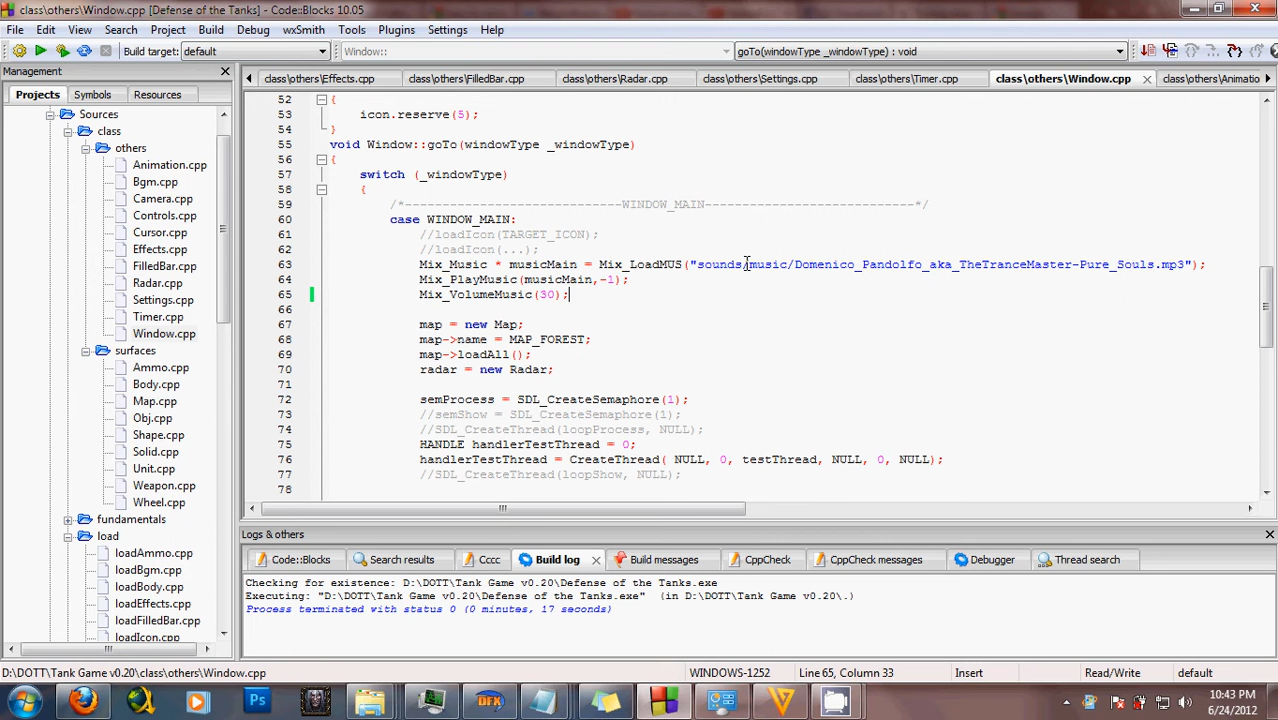 class\others\Window.cpp [Defense of the Tanks] - Code::Blocks 10.05
File Edit View Search Project Build Debug wxSmith Tools Plugins Settings Help
Build target: default Window:: goTo(windowType _windowType) : void
Management
class\others\Effects.cpp class\others\FilledBar.cpp class\others\Radar.cpp class\others\Settings.cpp class\others\Timer.cpp class\others\Window.cpp class\others\Animatio
Projects Symbols Resources
Sources
class
others
Animation.cpp
Bgm.cpp
Camera.cpp
Controls.cpp
Cursor.cpp
Effects.cpp
FilledBar.cpp
Radar.cpp
Settings.cpp
Timer.cpp
Window.cpp
surfaces
Ammo.cpp
Body.cpp
Map.cpp
Obj.cpp
Shape.cpp
Solid.cpp
Unit.cpp
Weapon.cpp
Wheel.cpp
fundamentals
load
loadAmmo.cpp
loadBgm.cpp
loadBody.cpp
loadEffects.cpp
loadFilledBar.cpp
loadIcon.cpp
52 {
53 icon.reserve(5);
54 }
55 void Window::goTo(windowType _windowType)
56 {
57 switch (_windowType)
58 {
59 /*-----------------------------WINDOW_MAIN----------------------------*/
60 case WINDOW_MAIN:
61 //loadIcon(TARGET_ICON);
62 //loadIcon(...);
63 Mix_Music * musicMain = Mix_LoadMUS("sounds/music/Domenico_Pandolfo_aka_TheTranceMaster-Pure_Souls.mp3");
64 Mix_PlayMusic(musicMain,-1);
65 Mix_VolumeMusic(30);
66
67 map = new Map;
68 map->name = MAP_FOREST;
69 map->loadAll();
70 radar = new Radar;
71
72 semProcess = SDL_CreateSemaphore(1);
73 //semShow = SDL_CreateSemaphore(1);
74 //SDL_CreateThread(loopProcess, NULL);
75 HANDLE handlerTestThread = 0;
76 handlerTestThread = CreateThread( NULL, 0, testThread, NULL, 0, NULL);
77 //SDL_CreateThread(loopShow, NULL);
78
Logs & others
Code::Blocks Search results Cccc Build log Build messages CppCheck CppCheck messages Debugger Thread search
Checking for existence: D:\DOTT\Tank Game v0.20\Defense of the Tanks.exe
Executing: "D:\DOTT\Tank Game v0.20\Defense of the Tanks.exe" (in D:\DOTT\Tank Game v0.20\.)
Process terminated with status 0 (0 minutes, 17 seconds)
D:\DOTT\Tank Game v0.20\class\others\Window.cpp WINDOWS-1252 Line 65, Column 33 Insert Read/Write default
Ps DFX
10:43 PM
6/24/2012